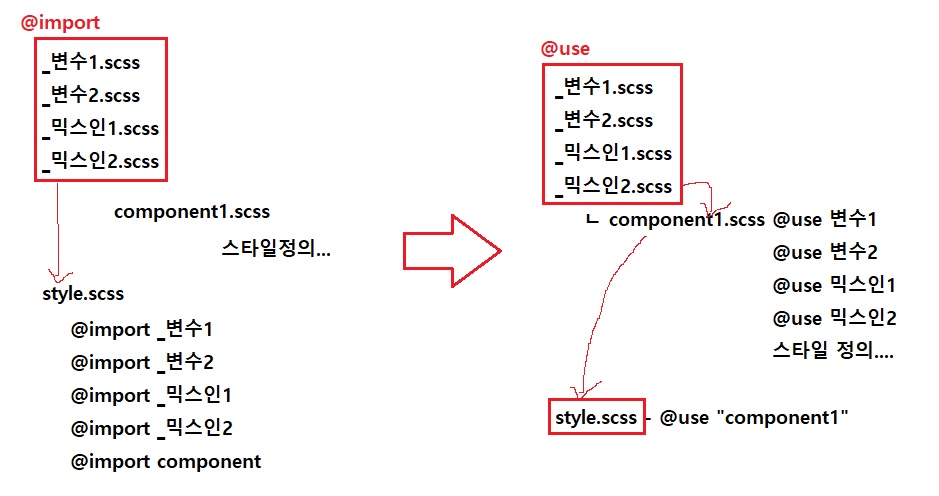 @import
_변수1.scss
_변수2.scss
_믹스인1.scss
_믹스인2.scss
component1.scss
스타일정의...
style.scss
@import _변수1
@import _변수2
@import _믹스인1
@import _믹스인2
@import component
@use
_변수1.scss
_변수2.scss
_믹스인1.scss
_믹스인2.scss
ㄴ component1.scss @use 변수1
@use 변수2
@use 믹스인1
@use 믹스인2
스타일 정의....
style.scss - @use "component1"